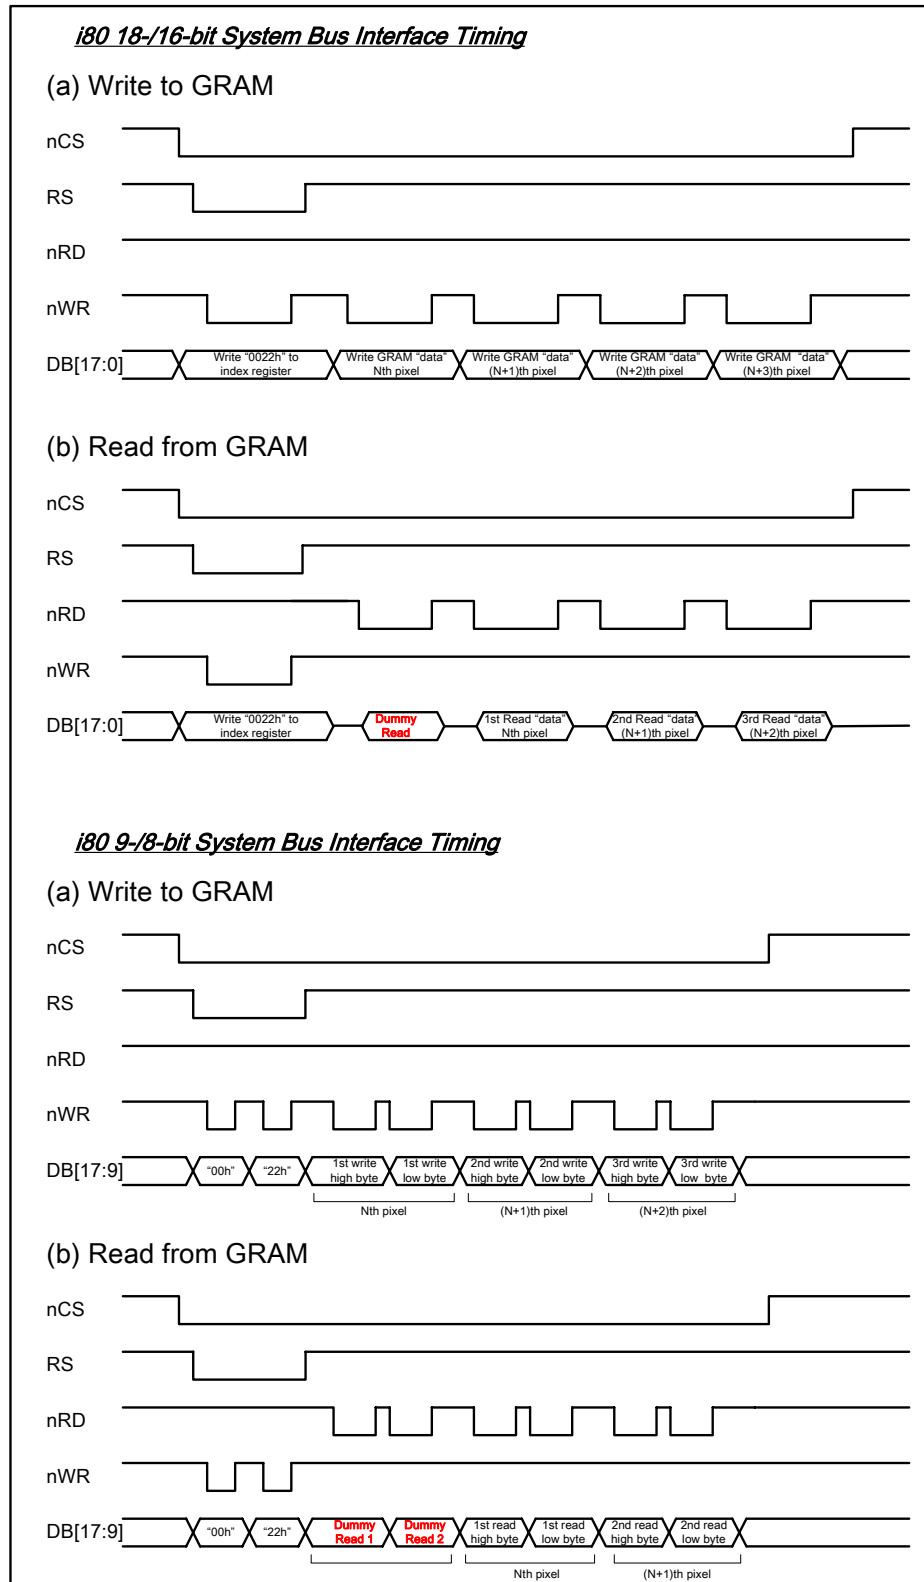 i80 18-/16-bit System Bus Interface Timing
(a) Write to GRAM
nCS
RS
nRD
nWR
DB[17:0]
Write “0022h” to
index register
Write GRAM “data”
Nth pixel
Write GRAM “data”
(N+1)th pixel
Write GRAM “data”
(N+2)th pixel
Write GRAM “data”
(N+3)th pixel
(b) Read from GRAM
nCS
RS
nRD
nWR
DB[17:0]
Write “0022h” to
index register
Dummy
Read
1st Read “data”
Nth pixel
2nd Read “data”
(N+1)th pixel
3rd Read “data”
(N+2)th pixel
i80 9-/8-bit System Bus Interface Timing
(a) Write to GRAM
nCS
RS
nRD
nWR
DB[17:9]
“00h”
“22h”
1st write
high byte
1st write
low byte
2nd write
high byte
2nd write
low byte
3rd write
high byte
3rd write
low byte
Nth pixel
(N+1)th pixel
(N+2)th pixel
(b) Read from GRAM
nCS
RS
nRD
nWR
DB[17:9]
“00h”
“22h”
Dummy
Read 1
Dummy
Read 2
1st read
high byte
1st read
low byte
2nd read
high byte
2nd read
low byte
Nth pixel
(N+1)th pixel